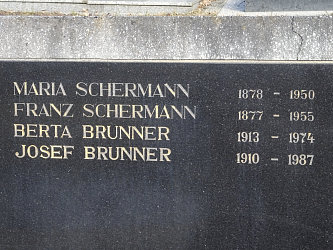 MARIA SCHERMANN 1878 - 1950
FRANZ SCHERMANN 1877 - 1955
BERTA BRUNNER 1913 - 1974
JOSEF BRUNNER 1910 - 1987